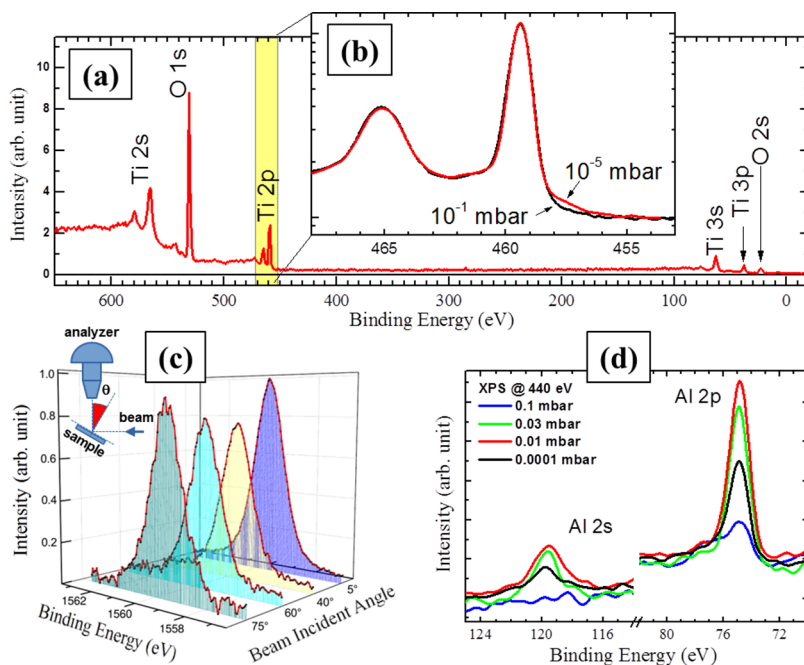 (a)
Intensity (arb. unit)
12
10
8
6
4
2
0
Ti 2s
O 1s
Ti 2p
Ti 3s
Ti 3p
O 2s
600
500
400
300
200
100
0
Binding Energy (eV)
(b)
10⁻⁵ mbar
10⁻¹ mbar
465
460
455
(c)
analyzer
θ
beam
sample
Intensity (arb. unit)
1.0
0.8
0.6
0.4
0.2
1562
1560
1558
Binding Energy (eV)
75°
60°
40°
5°
Beam Incident Angle
(d)
XPS @ 440 eV
0.1 mbar
0.03 mbar
0.01 mbar
0.0001 mbar
Al 2p
Al 2s
Intensity (arb. unit)
124
120
116
80
76
72
Binding Energy (eV)